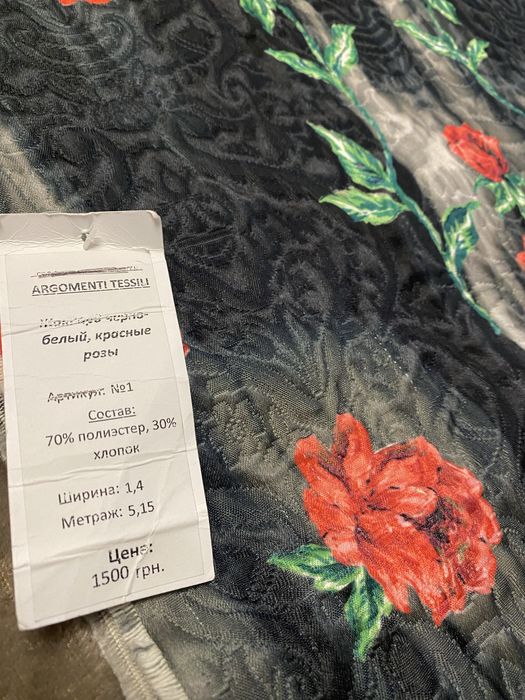 ARGOMENTI TESSILI
Жаккард черно-
белый, красные
розы
Артикул: №1
Состав:
70% полиэстер, 30%
хлопок
Ширина: 1,4
Метраж: 5,15
Цена:
1500 грн.